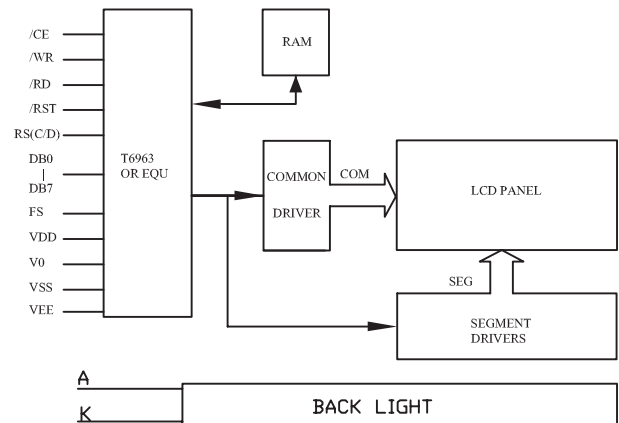 /CE
/WR
/RD
/RST
RS(C/D)
DB0
|
DB7
FS
VDD
V0
VSS
VEE
T6963
OR EQU
RAM
COMMON
DRIVER
COM
LCD PANEL
SEG
SEGMENT
DRIVERS
A
K
BACK LIGHT